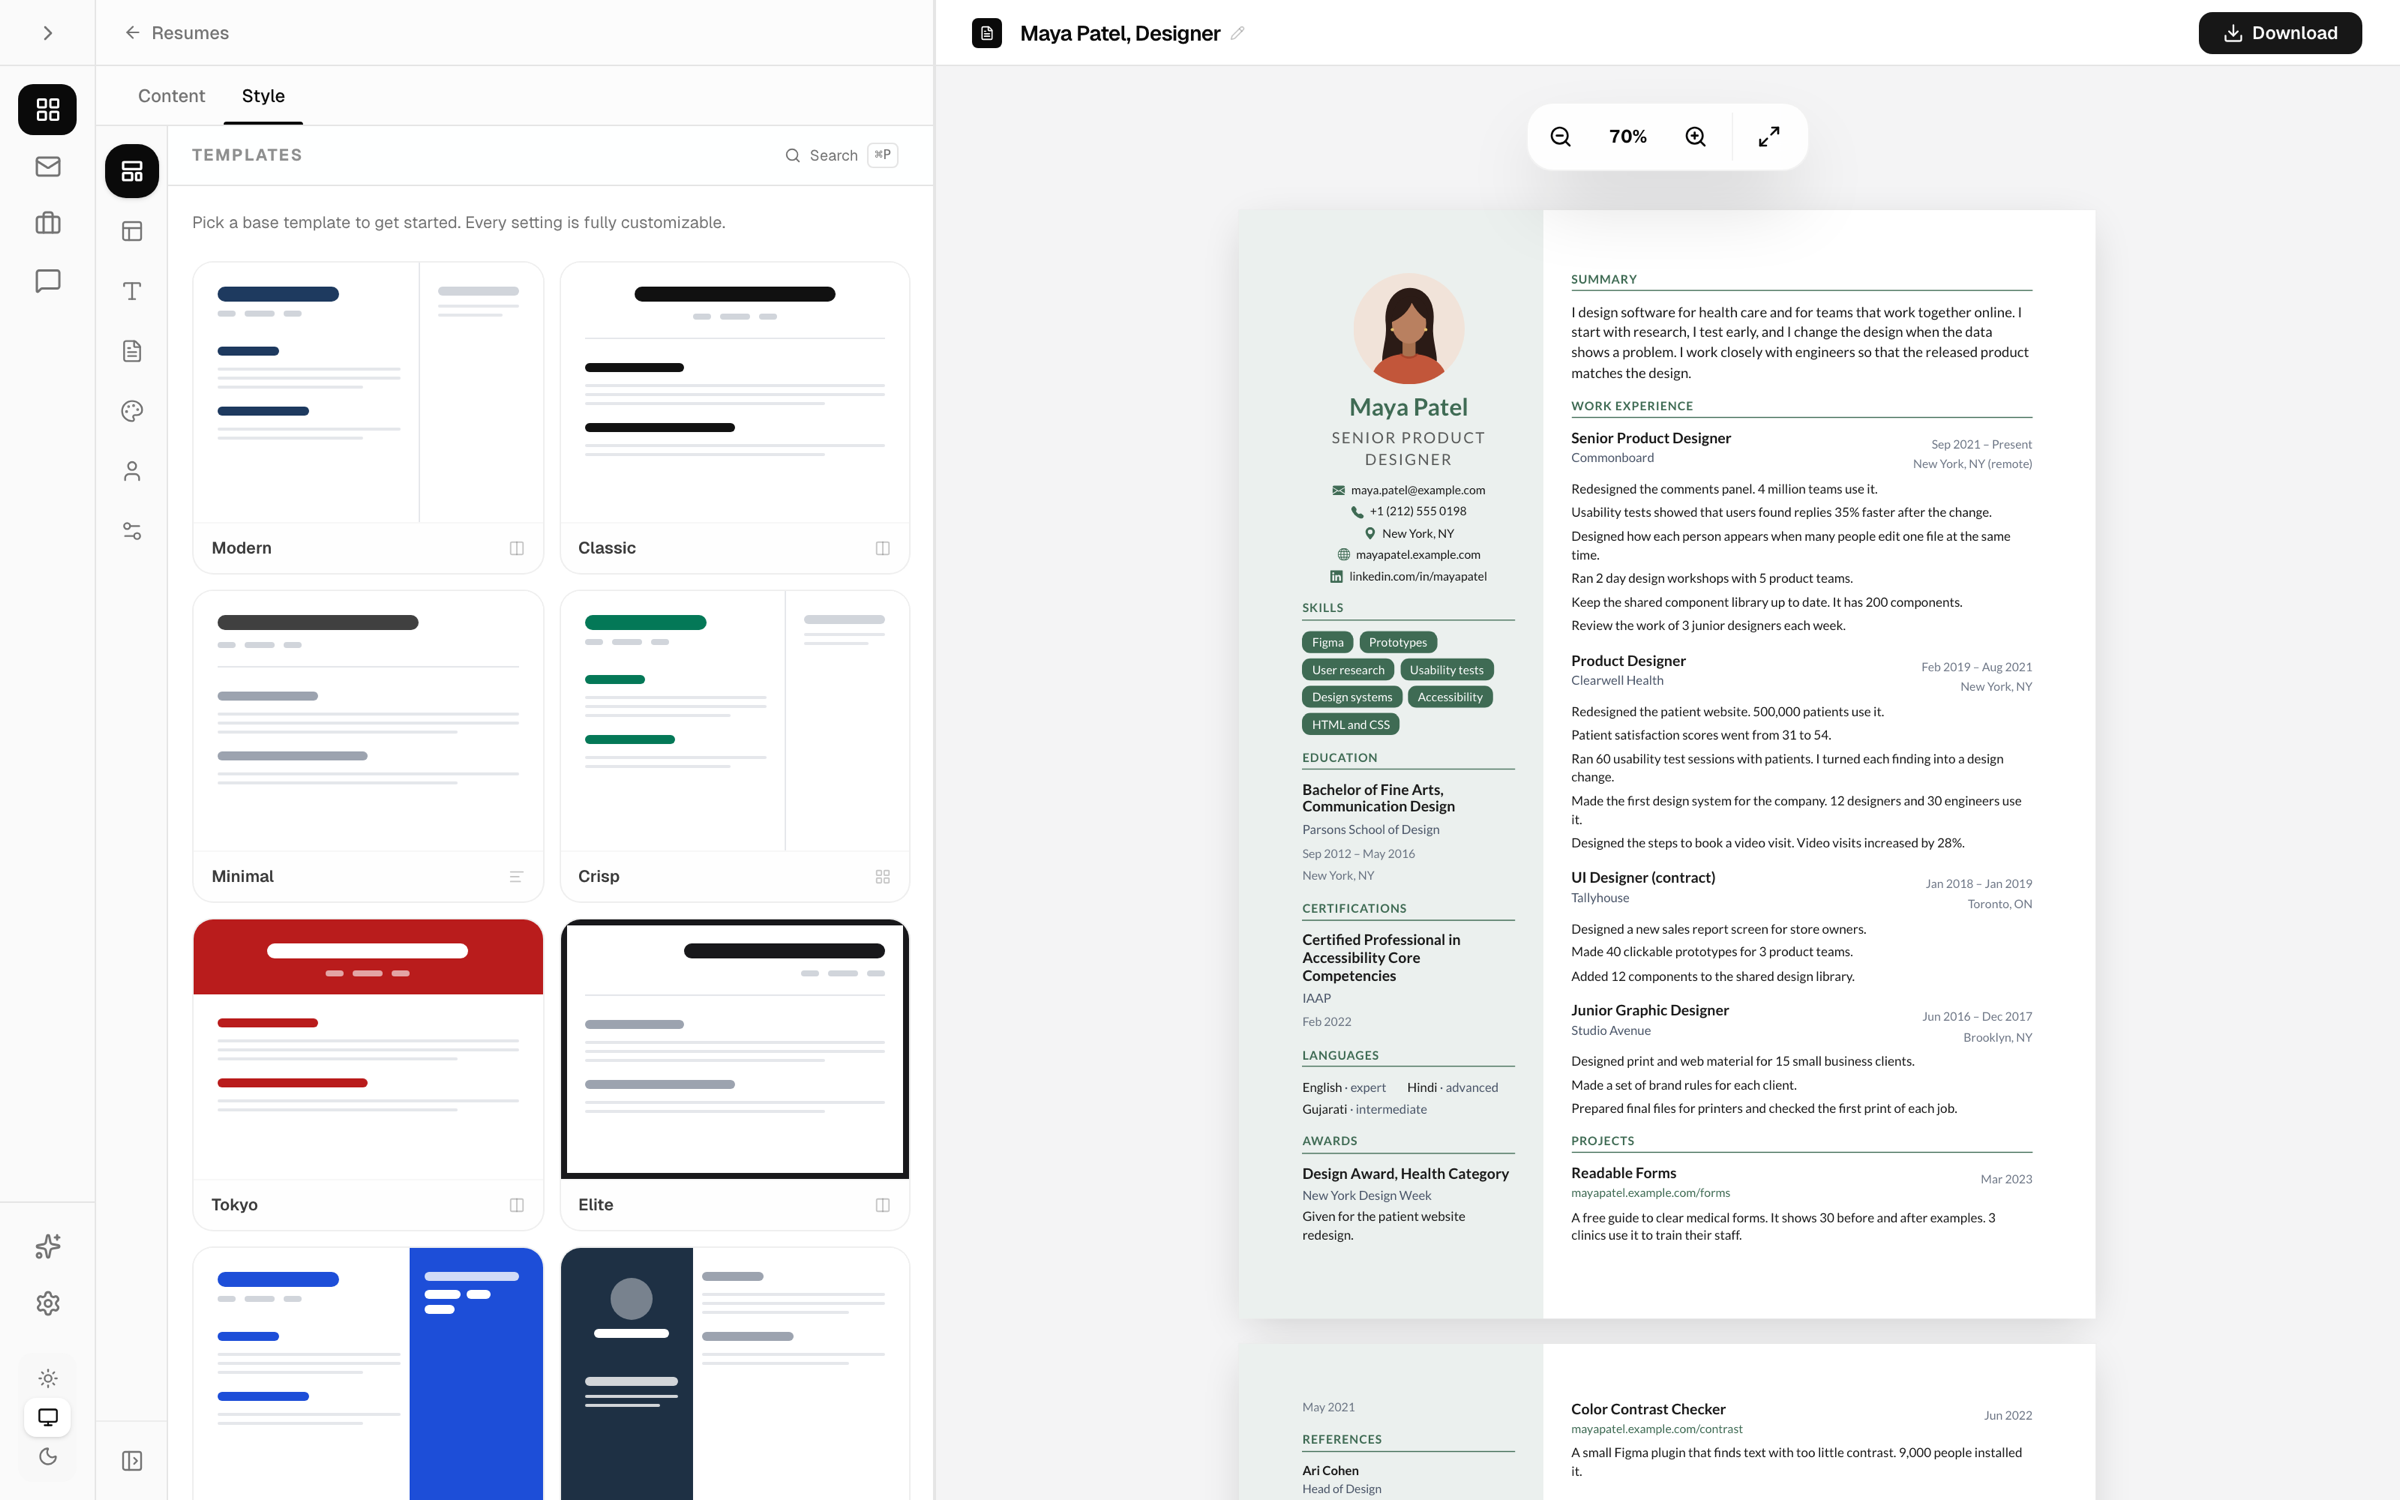 Resumes
Content
Style
TEMPLATES
Search
⌘P
Pick a base template to get started. Every setting is fully customizable.
Modern
Classic
Minimal
Crisp
Tokyo
Elite
Maya Patel, Designer
Download
70%
Maya Patel
SENIOR PRODUCT
DESIGNER
maya.patel@example.com
+1 (212) 555 0198
New York, NY
mayapatel.example.com
linkedin.com/in/mayapatel
SKILLS
Figma
Prototypes
User research
Usability tests
Design systems
Accessibility
HTML and CSS
EDUCATION
Bachelor of Fine Arts,
Communication Design
Parsons School of Design
Sep 2012 – May 2016
New York, NY
CERTIFICATIONS
Certified Professional in
Accessibility Core
Competencies
IAAP
Feb 2022
LANGUAGES
English · expert Hindi · advanced
Gujarati · intermediate
AWARDS
Design Award, Health Category
New York Design Week
Given for the patient website
redesign.
SUMMARY
I design software for health care and for teams that work together online. I
start with research, I test early, and I change the design when the data
shows a problem. I work closely with engineers so that the released product
matches the design.
WORK EXPERIENCE
Senior Product Designer
Sep 2021 – Present
Commonboard
New York, NY (remote)
Redesigned the comments panel. 4 million teams use it.
Usability tests showed that users found replies 35% faster after the change.
Designed how each person appears when many people edit one file at the same
time.
Ran 2 day design workshops with 5 product teams.
Keep the shared component library up to date. It has 200 components.
Review the work of 3 junior designers each week.
Product Designer
Feb 2019 – Aug 2021
Clearwell Health
New York, NY
Redesigned the patient website. 500,000 patients use it.
Patient satisfaction scores went from 31 to 54.
Ran 60 usability test sessions with patients. I turned each finding into a design
change.
Made the first design system for the company. 12 designers and 30 engineers use
it.
Designed the steps to book a video visit. Video visits increased by 28%.
UI Designer (contract)
Jan 2018 – Jan 2019
Tallyhouse
Toronto, ON
Designed a new sales report screen for store owners.
Made 40 clickable prototypes for 3 product teams.
Added 12 components to the shared design library.
Junior Graphic Designer
Jun 2016 – Dec 2017
Studio Avenue
Brooklyn, NY
Designed print and web material for 15 small business clients.
Made a set of brand rules for each client.
Prepared final files for printers and checked the first print of each job.
PROJECTS
Readable Forms
Mar 2023
mayapatel.example.com/forms
A free guide to clear medical forms. It shows 30 before and after examples. 3
clinics use it to train their staff.
May 2021
REFERENCES
Ari Cohen
Head of Design
Color Contrast Checker
Jun 2022
mayapatel.example.com/contrast
A small Figma plugin that finds text with too little contrast. 9,000 people installed
it.